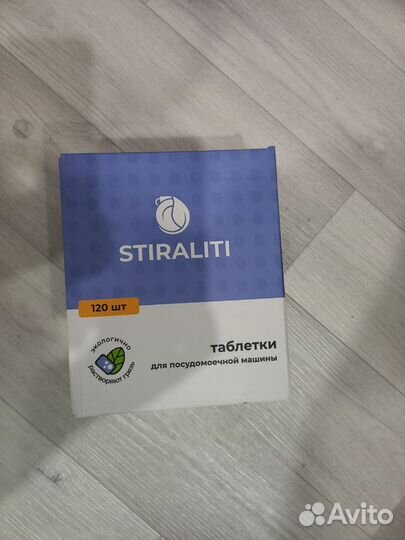 STIRALITI
120 шт
экологично
растворяют грязь
таблетки
для посудомоечной машины
Avito